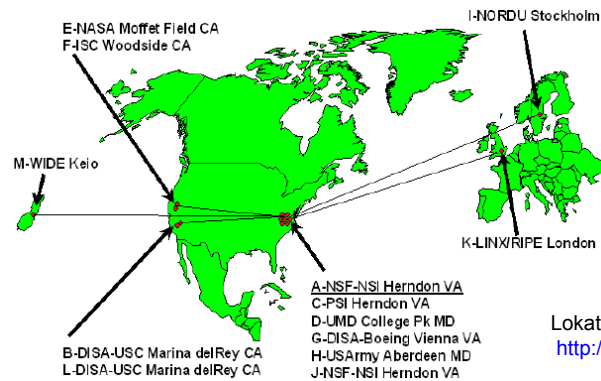 E-NASA Moffet Field CA
F-ISC Woodside CA
I-NORDU Stockholm
M-WIDE Keio
K-LINX/RIPE London
A-NSF-NSI Herndon VA
C-PSI Herndon VA
D-UMD College Pk MD
G-DISA-Boeing Vienna VA
H-USArmy Aberdeen MD
J-NSF-NSI Herndon VA
B-DISA-USC Marina delRey CA
L-DISA-USC Marina delRey CA
Lokat
http:/